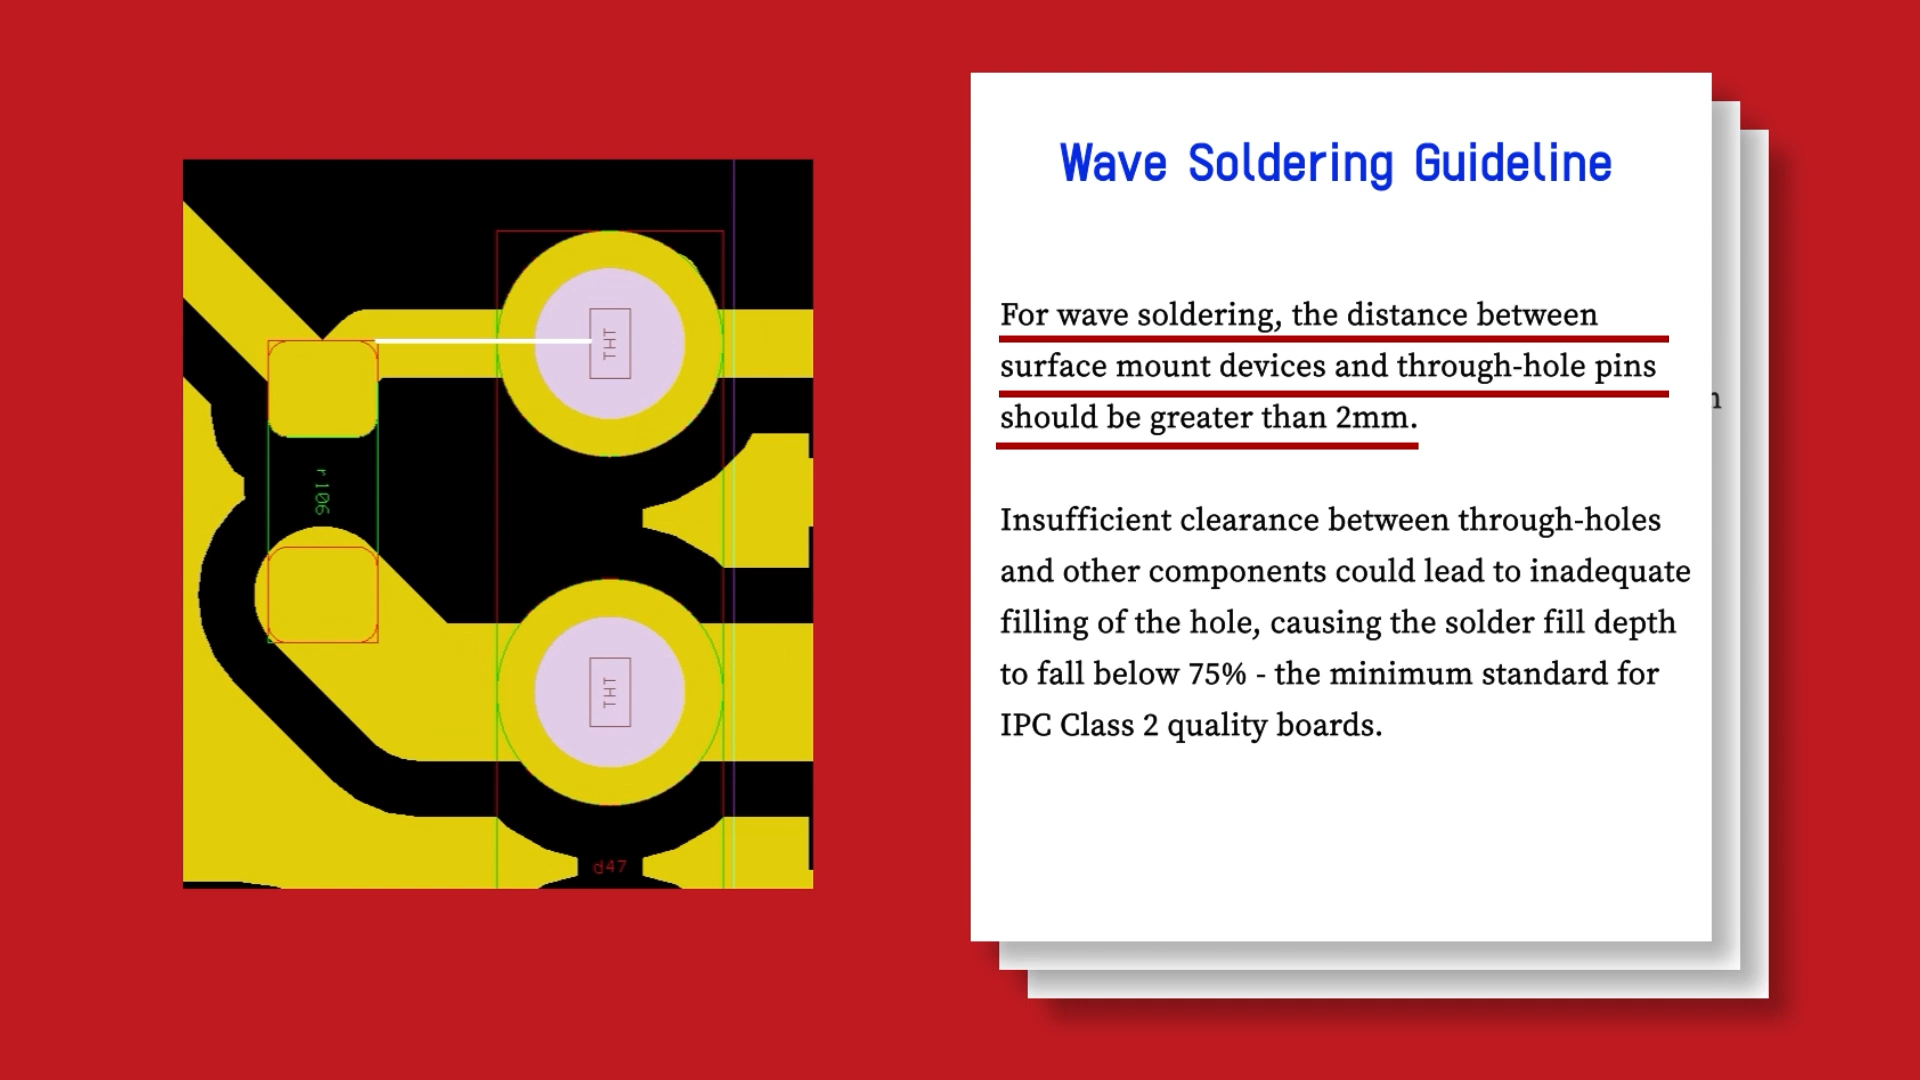 THT
r106
THT
d47
Wave Soldering Guideline
For wave soldering, the distance between
surface mount devices and through-hole pins
should be greater than 2mm.
Insufficient clearance between through-holes
and other components could lead to inadequate
filling of the hole, causing the solder fill depth
to fall below 75% - the minimum standard for
IPC Class 2 quality boards.